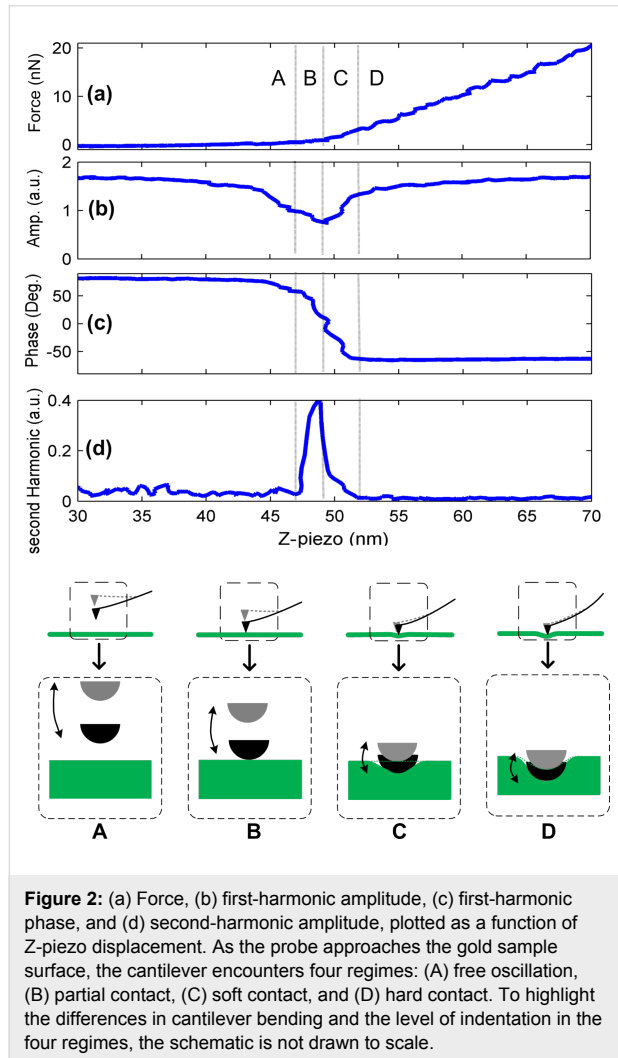 20
10
0
Force (nN)
(a)
A B C D
2
1
0
Amp. (a.u.)
(b)
50
0
-50
Phase (Deg.)
(c)
0.4
0.2
0
second Harmonic (a.u.)
(d)
30 35 40 45 50 55 60 65 70
Z-piezo (nm)
A B C D
Figure 2: (a) Force, (b) first-harmonic amplitude, (c) first-harmonic
phase, and (d) second-harmonic amplitude, plotted as a function of
Z-piezo displacement. As the probe approaches the gold sample
surface, the cantilever encounters four regimes: (A) free oscillation,
(B) partial contact, (C) soft contact, and (D) hard contact. To highlight
the differences in cantilever bending and the level of indentation in the
four regimes, the schematic is not drawn to scale.